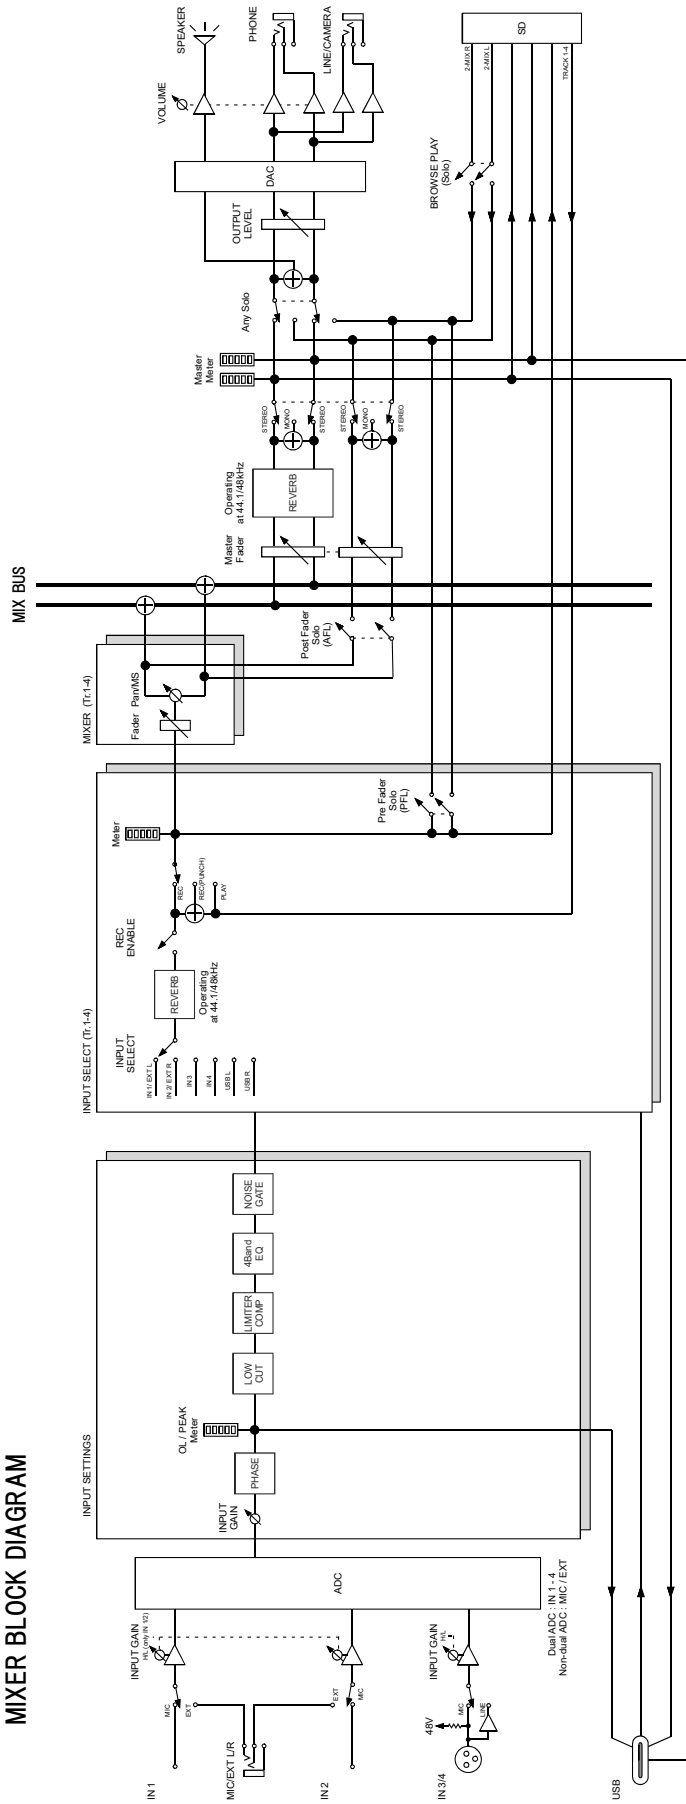 MIXER BLOCK DIAGRAM
IN 1
MIC/EXT L/R
IN 2
IN 3/4
USB
MIC
EXT
EXT
MIC
48V
MIC
LINE
INPUT GAIN
H/L (only IN 1/2)
INPUT GAIN
H/L
ADC
Dual ADC : IN 1 - 4
Non-dual ADC : MIC / EXT
INPUT SETTINGS
INPUT
GAIN
PHASE
OL / PEAK
Meter
LOW
CUT
LIMITER
COMP
4Band
EQ
NOISE
GATE
INPUT SELECT (Tr.1-4)
INPUT
SELECT
IN 1/ EXT L
IN 2/ EXT R
IN 3
IN 4
USB L
USB R
REVERB
Operating
at 44.1/48kHz
REC
ENABLE
REC
REC(PUNCH)
PLAY
Meter
Pre Fader
Solo
(PFL)
MIXER (Tr.1-4)
Fader
Pan/MS
MIX BUS
Post Fader
Solo
(AFL)
Master
Fader
REVERB
Operating
at 44.1/48kHz
STEREO
MONO
STEREO
STEREO
MONO
STEREO
Master
Meter
Any Solo
OUTPUT
LEVEL
DAC
VOLUME
SPEAKER
PHONE
LINE/CAMERA
BROWSE PLAY
(Solo)
2-MIX R
2-MIX L
TRACK 1-4
SD